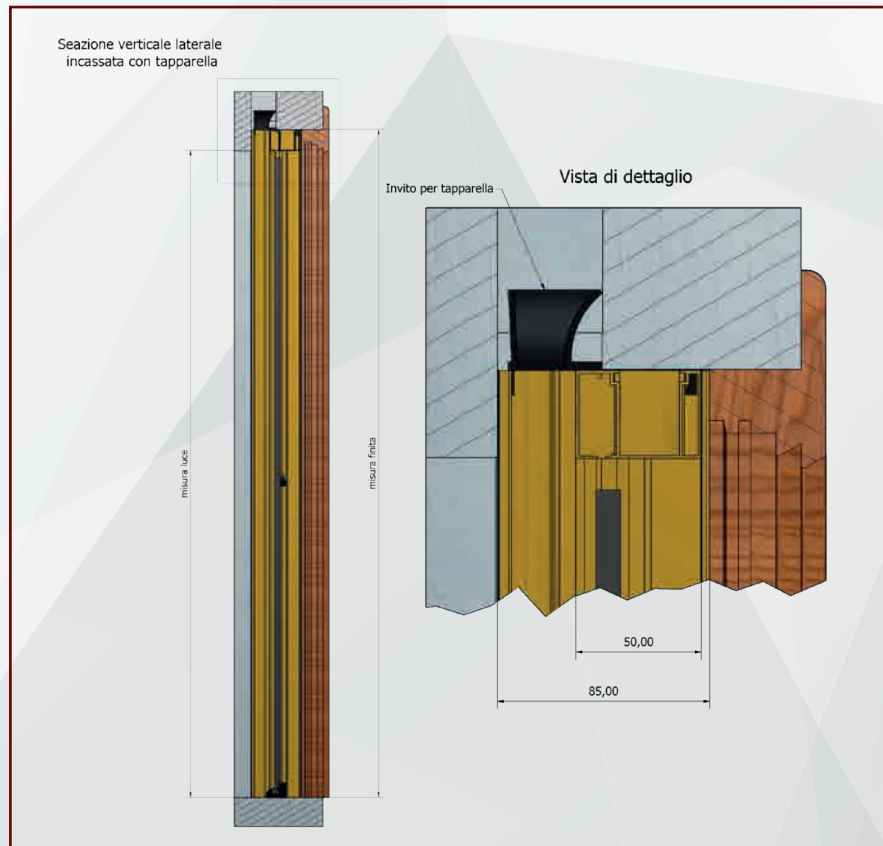 Seazione verticale laterale
incassata con tapparella
misura luce
misura finita
Vista di dettaglio
Invito per tapparella
50,00
85,00